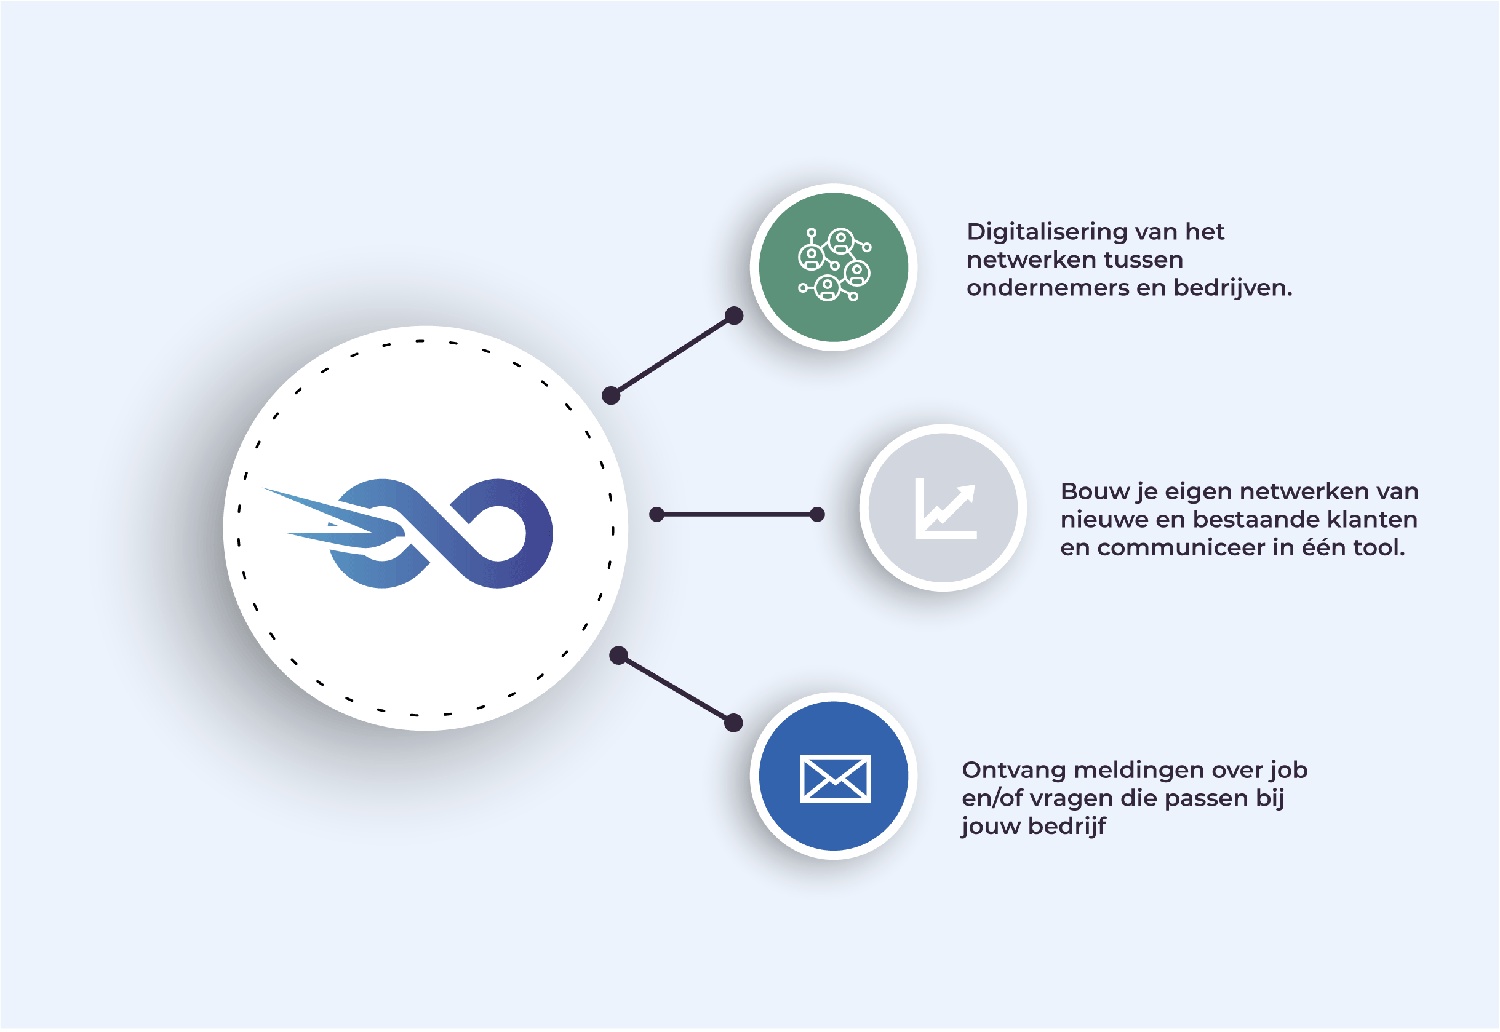 Digitalisering van het
netwerken tussen
ondernemers en bedrijven.
Bouw je eigen netwerken van
nieuwe en bestaande klanten
en communiceer in één tool.
Ontvang meldingen over job
en/of vragen die passen bij
jouw bedrijf